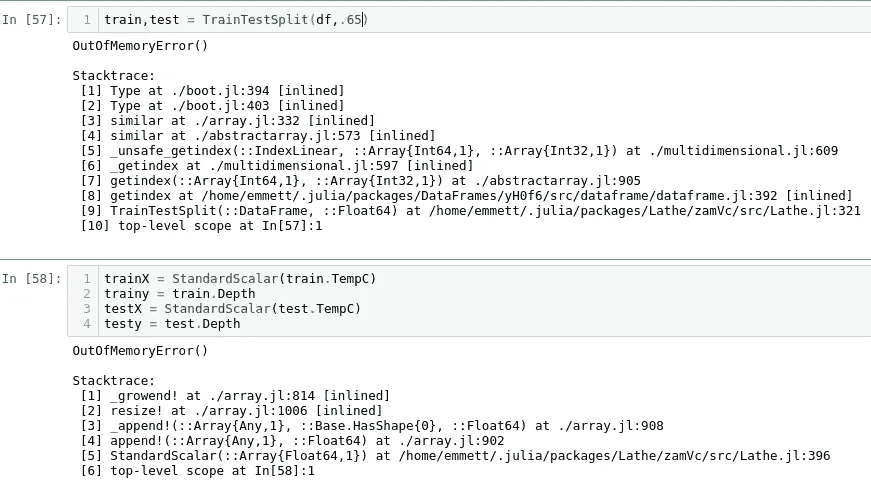 In [57]: 1 train,test = TrainTestSplit(df,.65)
OutOfMemoryError()
Stacktrace:
[1] Type at ./boot.jl:394 [inlined]
[2] Type at ./boot.jl:403 [inlined]
[3] similar at ./array.jl:332 [inlined]
[4] similar at ./abstractarray.jl:573 [inlined]
[5] _unsafe_getindex(::IndexLinear, ::Array{Int64,1}, ::Array{Int32,1}) at ./multidimensional.jl:609
[6] _getindex at ./multidimensional.jl:597 [inlined]
[7] getindex(::Array{Int64,1}, ::Array{Int32,1}) at ./abstractarray.jl:905
[8] getindex at /home/emmett/.julia/packages/DataFrames/yH0f6/src/dataframe/dataframe.jl:392 [inlined]
[9] TrainTestSplit(::DataFrame, ::Float64) at /home/emmett/.julia/packages/Lathe/zamVc/src/Lathe.jl:321
[10] top-level scope at In[57]:1
In [58]: 1 trainX = StandardScalar(train.TempC)
2 trainy = train.Depth
3 testX = StandardScalar(test.TempC)
4 testy = test.Depth
OutOfMemoryError()
Stacktrace:
[1] _growend! at ./array.jl:814 [inlined]
[2] resize! at ./array.jl:1006 [inlined]
[3] _append!(::Array{Any,1}, ::Base.HasShape{0}, ::Float64) at ./array.jl:908
[4] append!(::Array{Any,1}, ::Float64) at ./array.jl:902
[5] StandardScalar(::Array{Float64,1}) at /home/emmett/.julia/packages/Lathe/zamVc/src/Lathe.jl:396
[6] top-level scope at In[58]:1